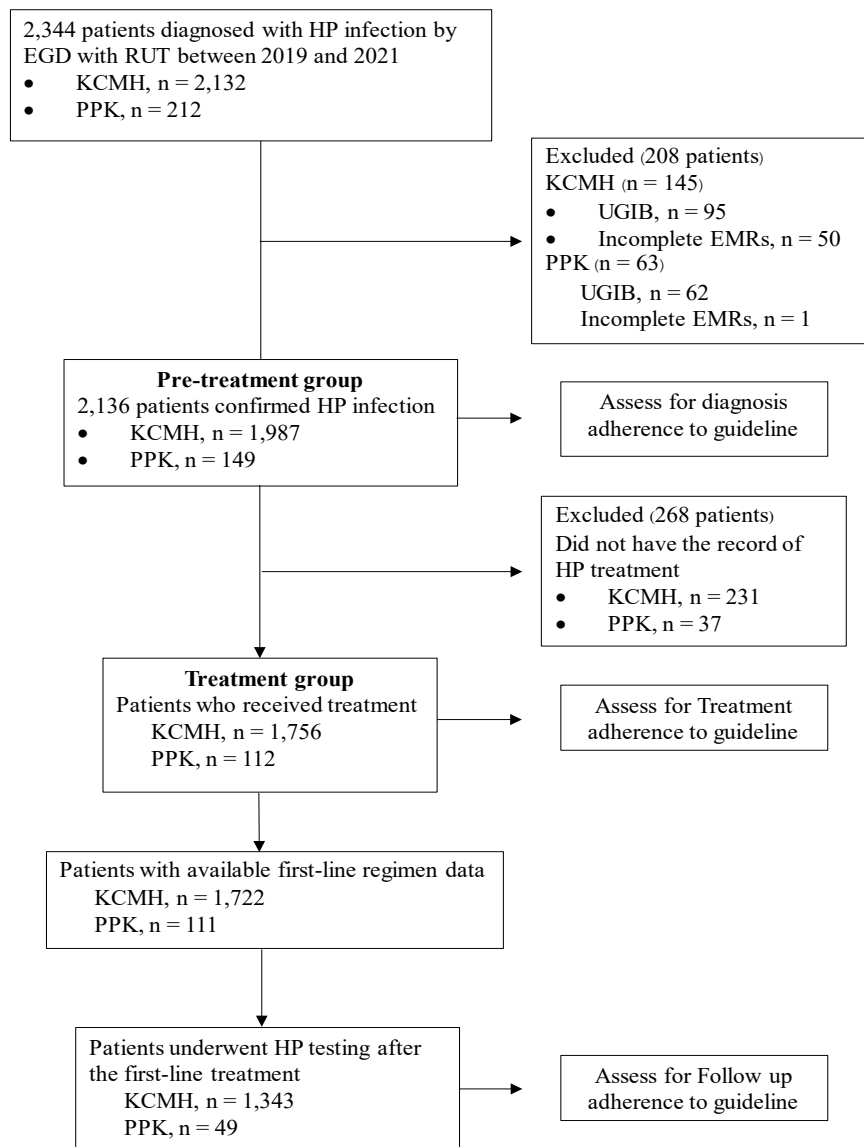 2,344 patients diagnosed with HP infection by
EGD with RUT between 2019 and 2021
• KCMH, n = 2,132
• PPK, n = 212
Excluded (208 patients)
KCMH (n = 145)
• UGIB, n = 95
• Incomplete EMRs, n = 50
PPK (n = 63)
UGIB, n = 62
Incomplete EMRs, n = 1
Pre-treatment group
2,136 patients confirmed HP infection
• KCMH, n = 1,987
• PPK, n = 149
Assess for diagnosis
adherence to guideline
Excluded (268 patients)
Did not have the record of
HP treatment
• KCMH, n = 231
• PPK, n = 37
Treatment group
Patients who received treatment
KCMH, n = 1,756
PPK, n = 112
Assess for Treatment
adherence to guideline
Patients with available first-line regimen data
KCMH, n = 1,722
PPK, n = 111
Patients underwent HP testing after
the first-line treatment
KCMH, n = 1,343
PPK, n = 49
Assess for Follow up
adherence to guideline